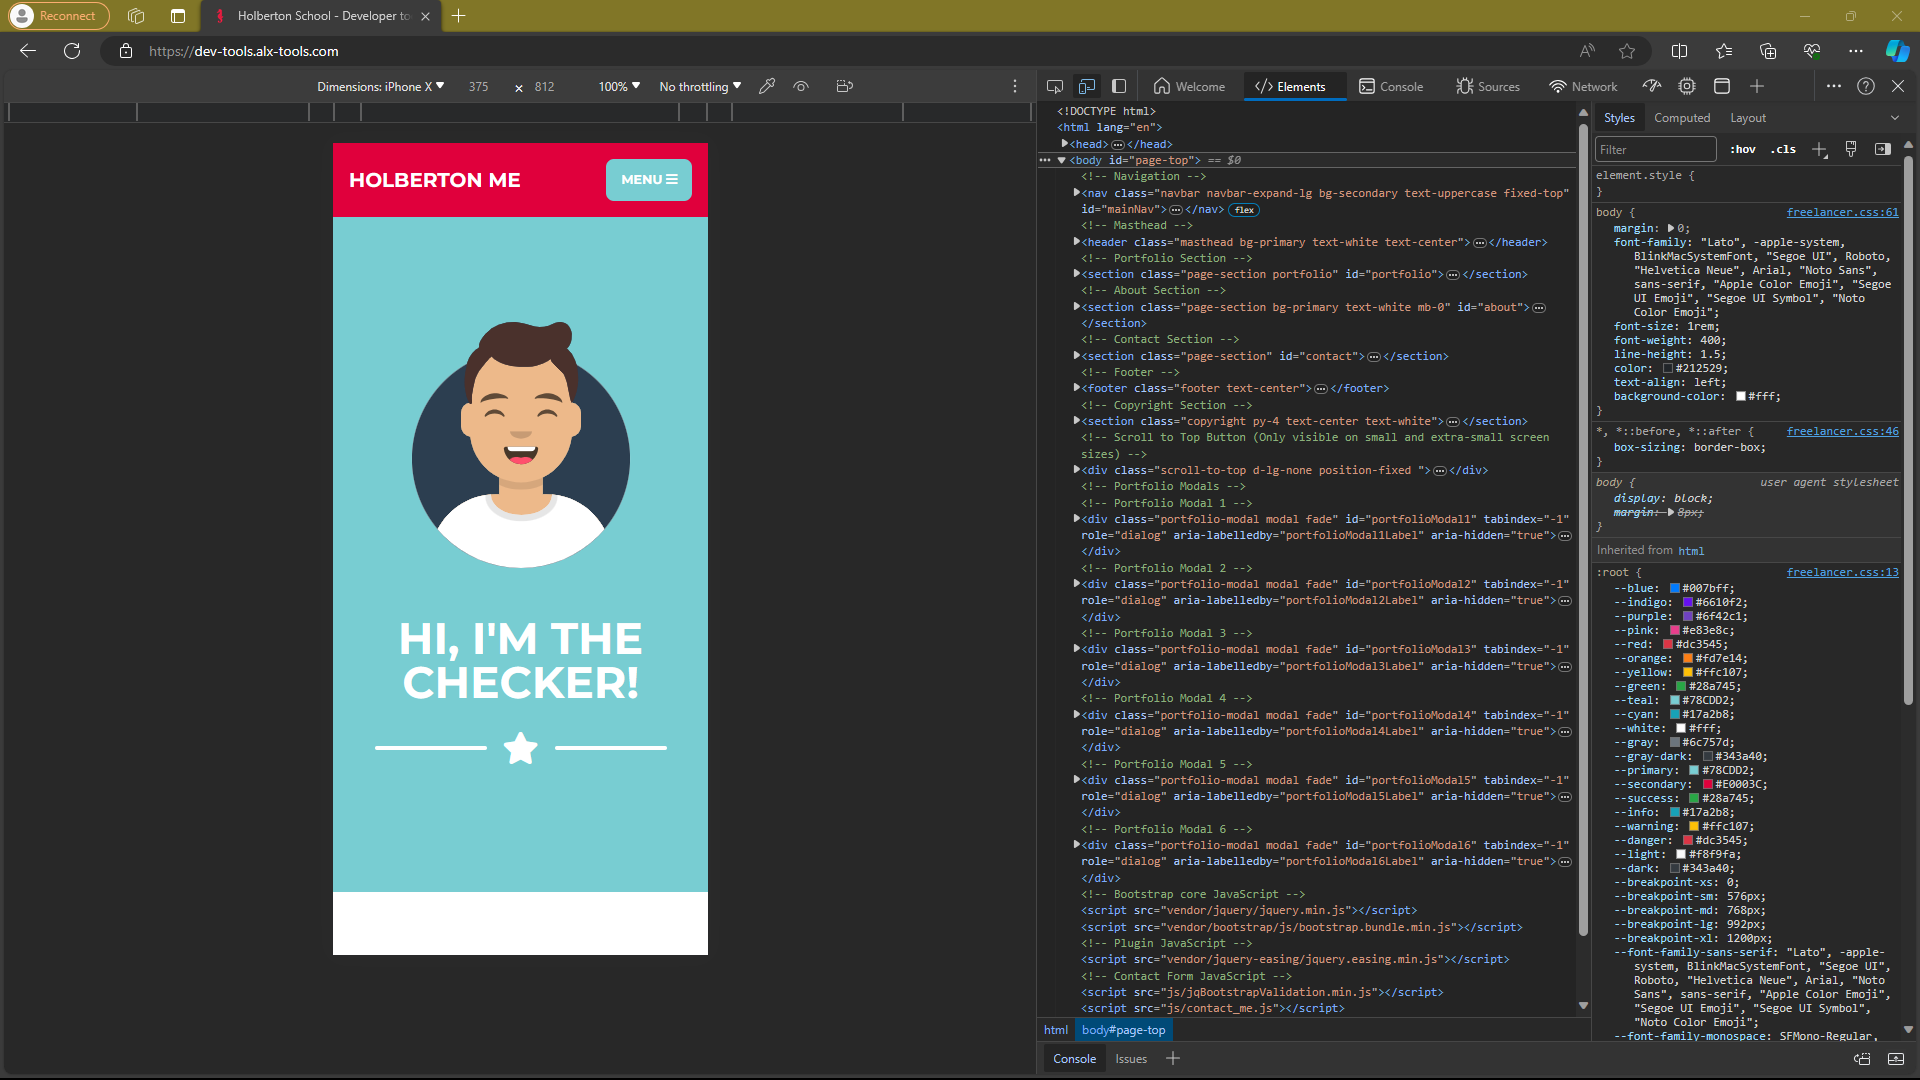 Reconnect
Holberton School - Developer to
https://dev-tools.alx-tools.com
Dimensions: iPhone X 375 × 812 100% No throttling
HOLBERTON ME
MENU
HI, I'M THE
CHECKER!
Welcome Elements Console Sources Network
<!DOCTYPE html>
<html lang="en">
<head> </head>
<body id="page-top"> == $0
<!-- Navigation -->
<nav class="navbar navbar-expand-lg bg-secondary text-uppercase fixed-top"
id="mainNav"> </nav> flex
<!-- Masthead -->
<header class="masthead bg-primary text-white text-center"> </header>
<!-- Portfolio Section -->
<section class="page-section portfolio" id="portfolio"> </section>
<!-- About Section -->
<section class="page-section bg-primary text-white mb-0" id="about">
</section>
<!-- Contact Section -->
<section class="page-section" id="contact"> </section>
<!-- Footer -->
<footer class="footer text-center"> </footer>
<!-- Copyright Section -->
<section class="copyright py-4 text-center text-white"> </section>
<!-- Scroll to Top Button (Only visible on small and extra-small screen
sizes) -->
<div class="scroll-to-top d-lg-none position-fixed "> </div>
<!-- Portfolio Modals -->
<!-- Portfolio Modal 1 -->
<div class="portfolio-modal modal fade" id="portfolioModal1" tabindex="-1"
role="dialog" aria-labelledby="portfolioModal1Label" aria-hidden="true">
</div>
<!-- Portfolio Modal 2 -->
<div class="portfolio-modal modal fade" id="portfolioModal2" tabindex="-1"
role="dialog" aria-labelledby="portfolioModal2Label" aria-hidden="true">
</div>
<!-- Portfolio Modal 3 -->
<div class="portfolio-modal modal fade" id="portfolioModal3" tabindex="-1"
role="dialog" aria-labelledby="portfolioModal3Label" aria-hidden="true">
</div>
<!-- Portfolio Modal 4 -->
<div class="portfolio-modal modal fade" id="portfolioModal4" tabindex="-1"
role="dialog" aria-labelledby="portfolioModal4Label" aria-hidden="true">
</div>
<!-- Portfolio Modal 5 -->
<div class="portfolio-modal modal fade" id="portfolioModal5" tabindex="-1"
role="dialog" aria-labelledby="portfolioModal5Label" aria-hidden="true">
</div>
<!-- Portfolio Modal 6 -->
<div class="portfolio-modal modal fade" id="portfolioModal6" tabindex="-1"
role="dialog" aria-labelledby="portfolioModal6Label" aria-hidden="true">
</div>
<!-- Bootstrap core JavaScript -->
<script src="vendor/jquery/jquery.min.js"></script>
<script src="vendor/bootstrap/js/bootstrap.bundle.min.js"></script>
<!-- Plugin JavaScript -->
<script src="vendor/jquery-easing/jquery.easing.min.js"></script>
<!-- Contact Form JavaScript -->
<script src="js/jqBootstrapValidation.min.js"></script>
<script src="js/contact_me.js"></script>
html body#page-top
Console Issues
Styles Computed Layout
Filter :hov .cls
element.style {
}
body { freelancer.css:61
margin: 0;
font-family: "Lato", -apple-system,
BlinkMacSystemFont, "Segoe UI", Roboto,
"Helvetica Neue", Arial, "Noto Sans",
sans-serif, "Apple Color Emoji", "Segoe
UI Emoji", "Segoe UI Symbol", "Noto
Color Emoji";
font-size: 1rem;
font-weight: 400;
line-height: 1.5;
color: #212529;
text-align: left;
background-color: #fff;
}
*, *::before, *::after { freelancer.css:46
box-sizing: border-box;
}
body { user agent stylesheet
display: block;
margin: 8px;
}
Inherited from html
:root { freelancer.css:13
--blue: #007bff;
--indigo: #6610f2;
--purple: #6f42c1;
--pink: #e83e8c;
--red: #dc3545;
--orange: #fd7e14;
--yellow: #ffc107;
--green: #28a745;
--teal: #78CDD2;
--cyan: #17a2b8;
--white: #fff;
--gray: #6c757d;
--gray-dark: #343a40;
--primary: #78CDD2;
--secondary: #E0003C;
--success: #28a745;
--info: #17a2b8;
--warning: #ffc107;
--danger: #dc3545;
--light: #f8f9fa;
--dark: #343a40;
--breakpoint-xs: 0;
--breakpoint-sm: 576px;
--breakpoint-md: 768px;
--breakpoint-lg: 992px;
--breakpoint-xl: 1200px;
--font-family-sans-serif: "Lato", -apple-
system, BlinkMacSystemFont, "Segoe UI",
Roboto, "Helvetica Neue", Arial, "Noto
Sans", sans-serif, "Apple Color Emoji",
"Segoe UI Emoji", "Segoe UI Symbol",
"Noto Color Emoji";
--font-family-monospace: SFMono-Regular,